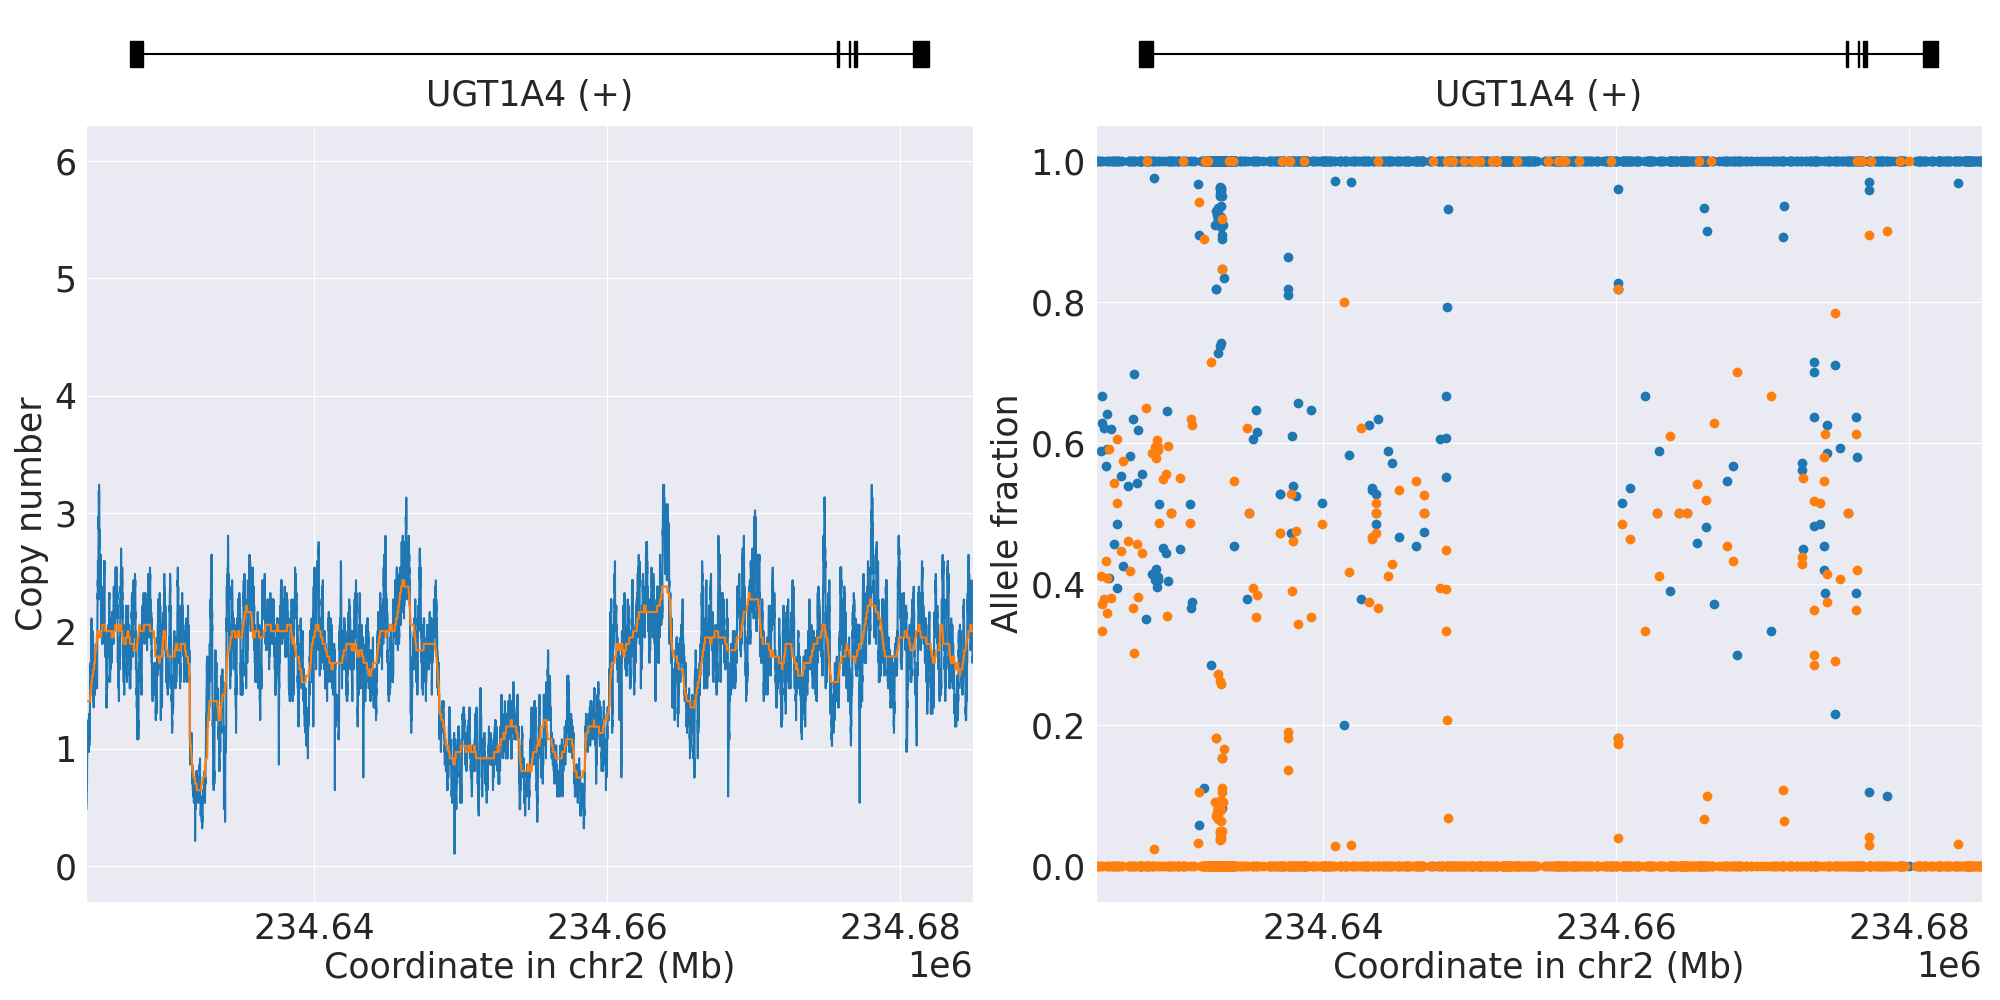 UGT1A4 (+)
6
5
4
3
2
1
0
Copy number
234.64
234.66
234.68
Coordinate in chr2 (Mb)
1e6
UGT1A4 (+)
1.0
0.8
0.6
0.4
0.2
0.0
Allele fraction
234.64
234.66
234.68
Coordinate in chr2 (Mb)
1e6